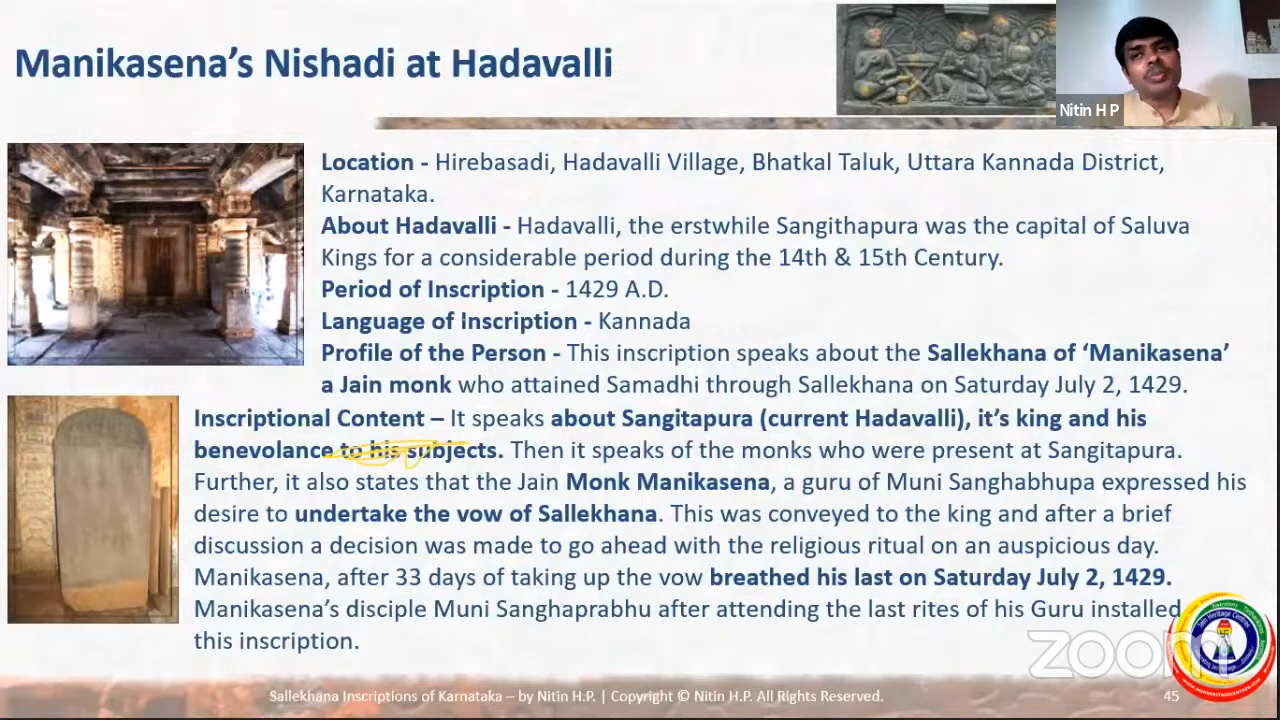 Manikasena's Nishadi at Hadavalli
Nitin H P
Location - Hirebasadi, Hadavalli Village, Bhatkal Taluk, Uttara Kannada District,
Karnataka.
About Hadavalli - Hadavalli, the erstwhile Sangithapura was the capital of Saluva
Kings for a considerable period during the 14th & 15th Century.
Period of Inscription - 1429 A.D.
Language of Inscription - Kannada
Profile of the Person - This inscription speaks about the Sallekhana of ‘Manikasena’
a Jain monk who attained Samadhi through Sallekhana on Saturday July 2, 1429.
Inscriptional Content – It speaks about Sangitapura (current Hadavalli), it’s king and his
benevolance to his subjects. Then it speaks of the monks who were present at Sangitapura.
Further, it also states that the Jain Monk Manikasena, a guru of Muni Sanghabhupa expressed his
desire to undertake the vow of Sallekhana. This was conveyed to the king and after a brief
discussion a decision was made to go ahead with the religious ritual on an auspicious day.
Manikasena, after 33 days of taking up the vow breathed his last on Saturday July 2, 1429.
Manikasena’s disciple Muni Sanghaprabhu after attending the last rites of his Guru installed
this inscription.
zoom
Jain Heritage Centres
Sallekhana Inscriptions of Karnataka – by Nitin H.P. | Copyright © Nitin H.P. All Rights Reserved.
45